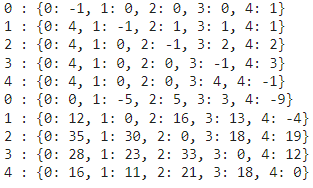 0 : {0: -1, 1: 0, 2: 0, 3: 0, 4: 1}
1 : {0: 4, 1: -1, 2: 1, 3: 1, 4: 1}
2 : {0: 4, 1: 0, 2: -1, 3: 2, 4: 2}
3 : {0: 4, 1: 0, 2: 0, 3: -1, 4: 3}
4 : {0: 4, 1: 0, 2: 0, 3: 4, 4: -1}
0 : {0: 0, 1: -5, 2: 5, 3: 3, 4: -9}
1 : {0: 12, 1: 0, 2: 16, 3: 13, 4: -4}
2 : {0: 35, 1: 30, 2: 0, 3: 18, 4: 19}
3 : {0: 28, 1: 23, 2: 33, 3: 0, 4: 12}
4 : {0: 16, 1: 11, 2: 21, 3: 18, 4: 0}